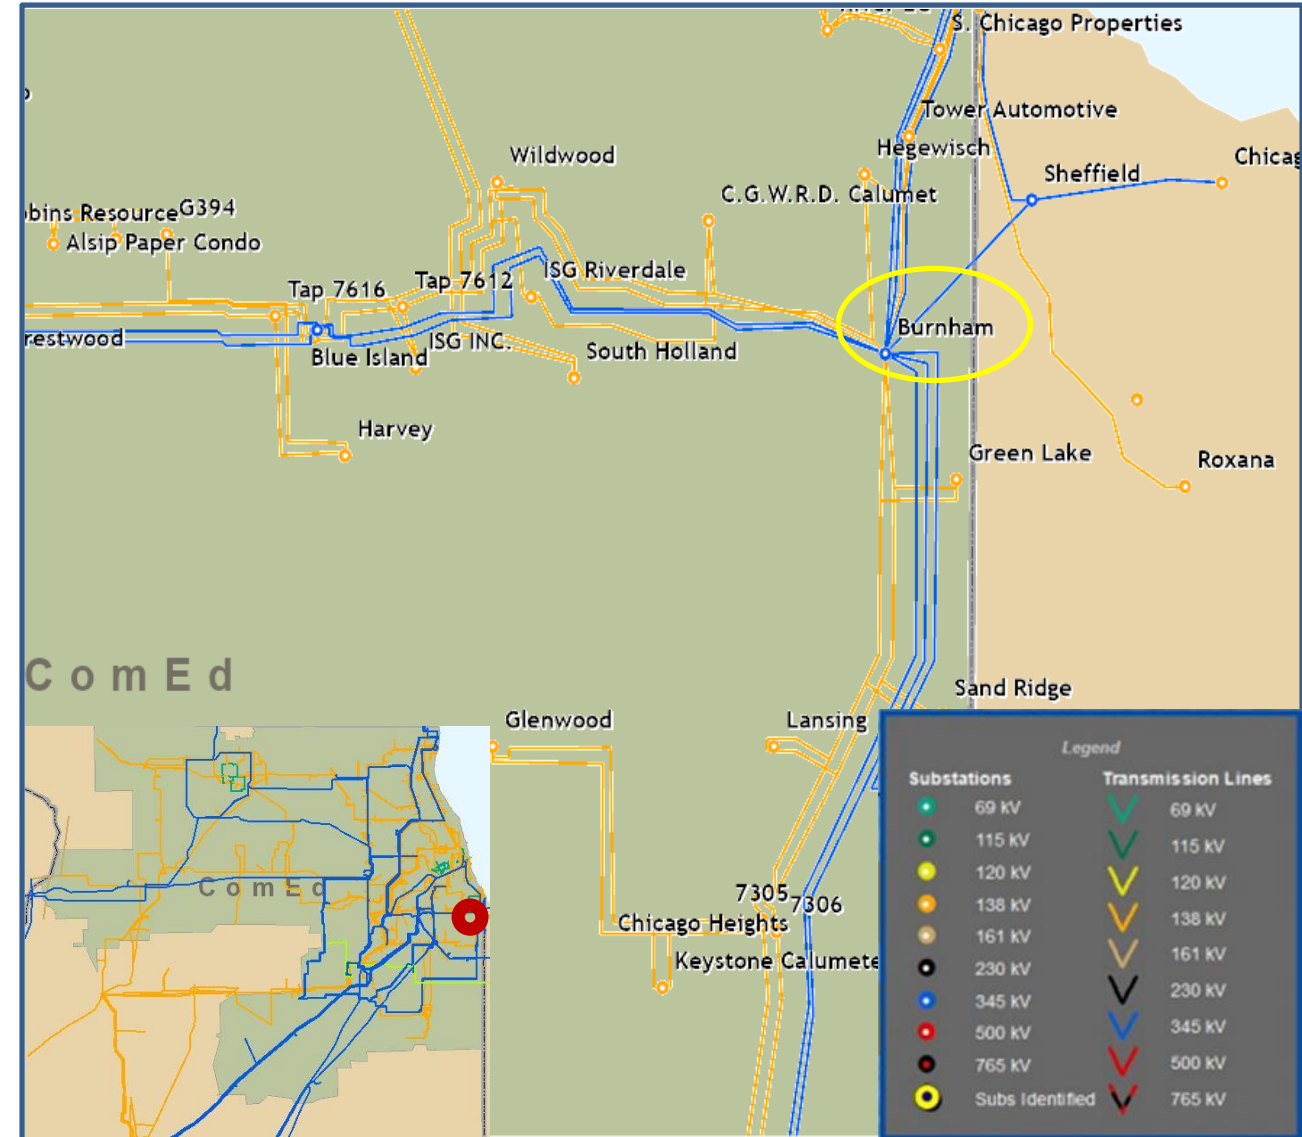 S. Chicago Properties
Tower Automotive
Hegewisch
Wildwood
Sheffield
C.G.W.R.D. Calumet
G394
Alsip Paper Condo
ISG Riverdale
Tap 7612
Tap 7616
Burnham
ISG INC.
South Holland
Blue Island
Harvey
Green Lake
Roxana
ComEd
Sand Ridge
Glenwood
Lansing
ComEd
7305
7306
Chicago Heights
Keystone Calumete
Legend
Substations
Transmission Lines
69 kV
69 kV
115 kV
115 kV
120 kV
120 kV
138 kV
138 kV
161 kV
161 kV
230 kV
230 kV
345 kV
345 kV
500 kV
500 kV
765 kV
765 kV
Subs Identified